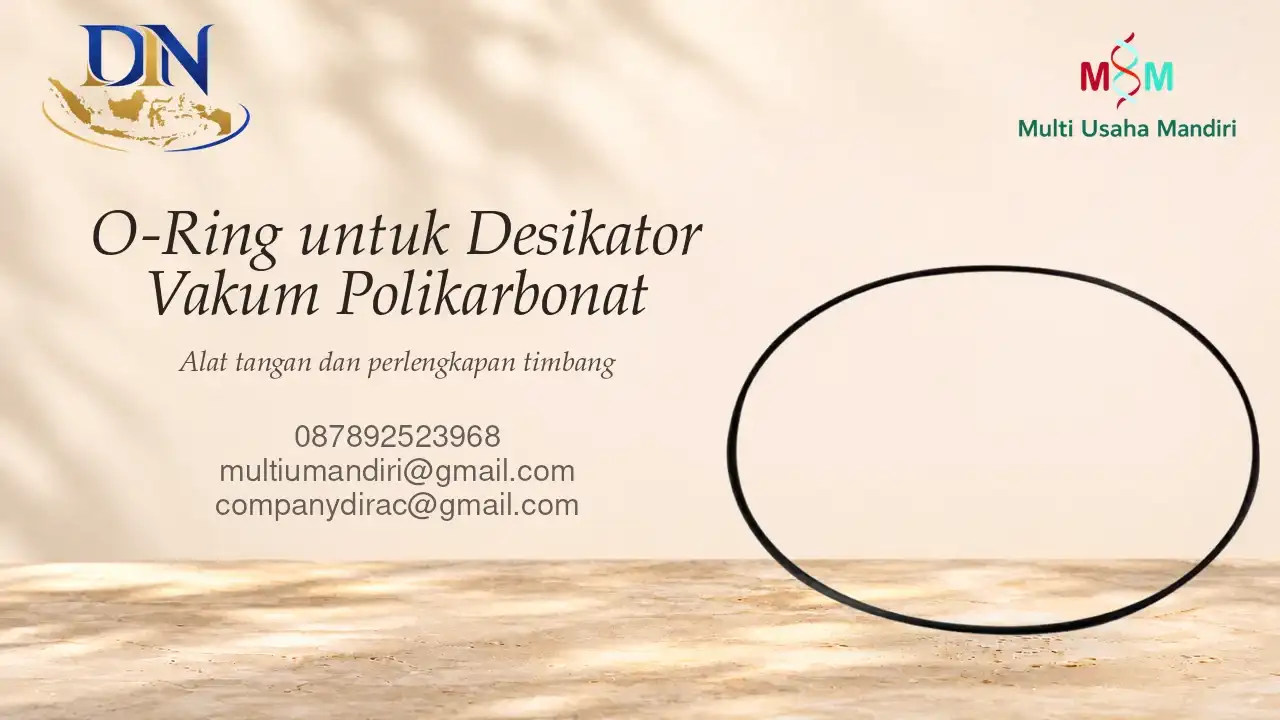 DIN
M M
Multi Usaha Mandiri
O-Ring untuk Desikator
Vakum Polikarbonat
Alat tangan dan perlengkapan timbang
087892523968
multiumandiri@gmail.com
companydirac@gmail.com